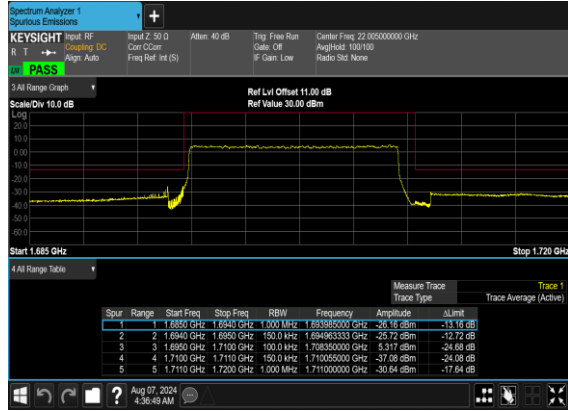 Spectrum Analyzer 1
Spurious Emissions
+
KEYSIGHT Input: RF Input Z: 50 Ω Atten: 40 dB Trig: Free Run Center Freq: 22.005000000 GHz
R T Coupling: DC Corr CCorr Gate: Off Avg|Hold: 100/100
Align: Auto Freq Ref: Int (S) IF Gain: Low Radio Std: None
PASS
3 All Range Graph
Ref Lvl Offset 11.00 dB
Scale/Div 10.0 dB Ref Value 30.00 dBm
Log
20.0
10.0
0.00
-10.0
-20.0
-30.0
-40.0
-50.0
-60.0
Start 1.685 GHz Stop 1.720 GHz
4 All Range Table
Measure Trace Trace 1
Trace Type Trace Average (Active)
Spur Range Start Freq Stop Freq RBW Frequency Amplitude ΔLimit
1 1 1.6850 GHz 1.6940 GHz 1.000 MHz 1.693985000 GHz -26.16 dBm -13.16 dB
2 2 1.6940 GHz 1.6950 GHz 150.0 kHz 1.694963333 GHz -25.72 dBm -12.72 dB
3 3 1.6950 GHz 1.7100 GHz 100.0 kHz 1.708350000 GHz 5.317 dBm -24.68 dB
4 4 1.7100 GHz 1.7110 GHz 150.0 kHz 1.710055000 GHz -37.08 dBm -24.08 dB
5 5 1.7110 GHz 1.7200 GHz 1.000 MHz 1.711000000 GHz -30.64 dBm -17.64 dB
? Aug 07, 2024
4:36:49 AM